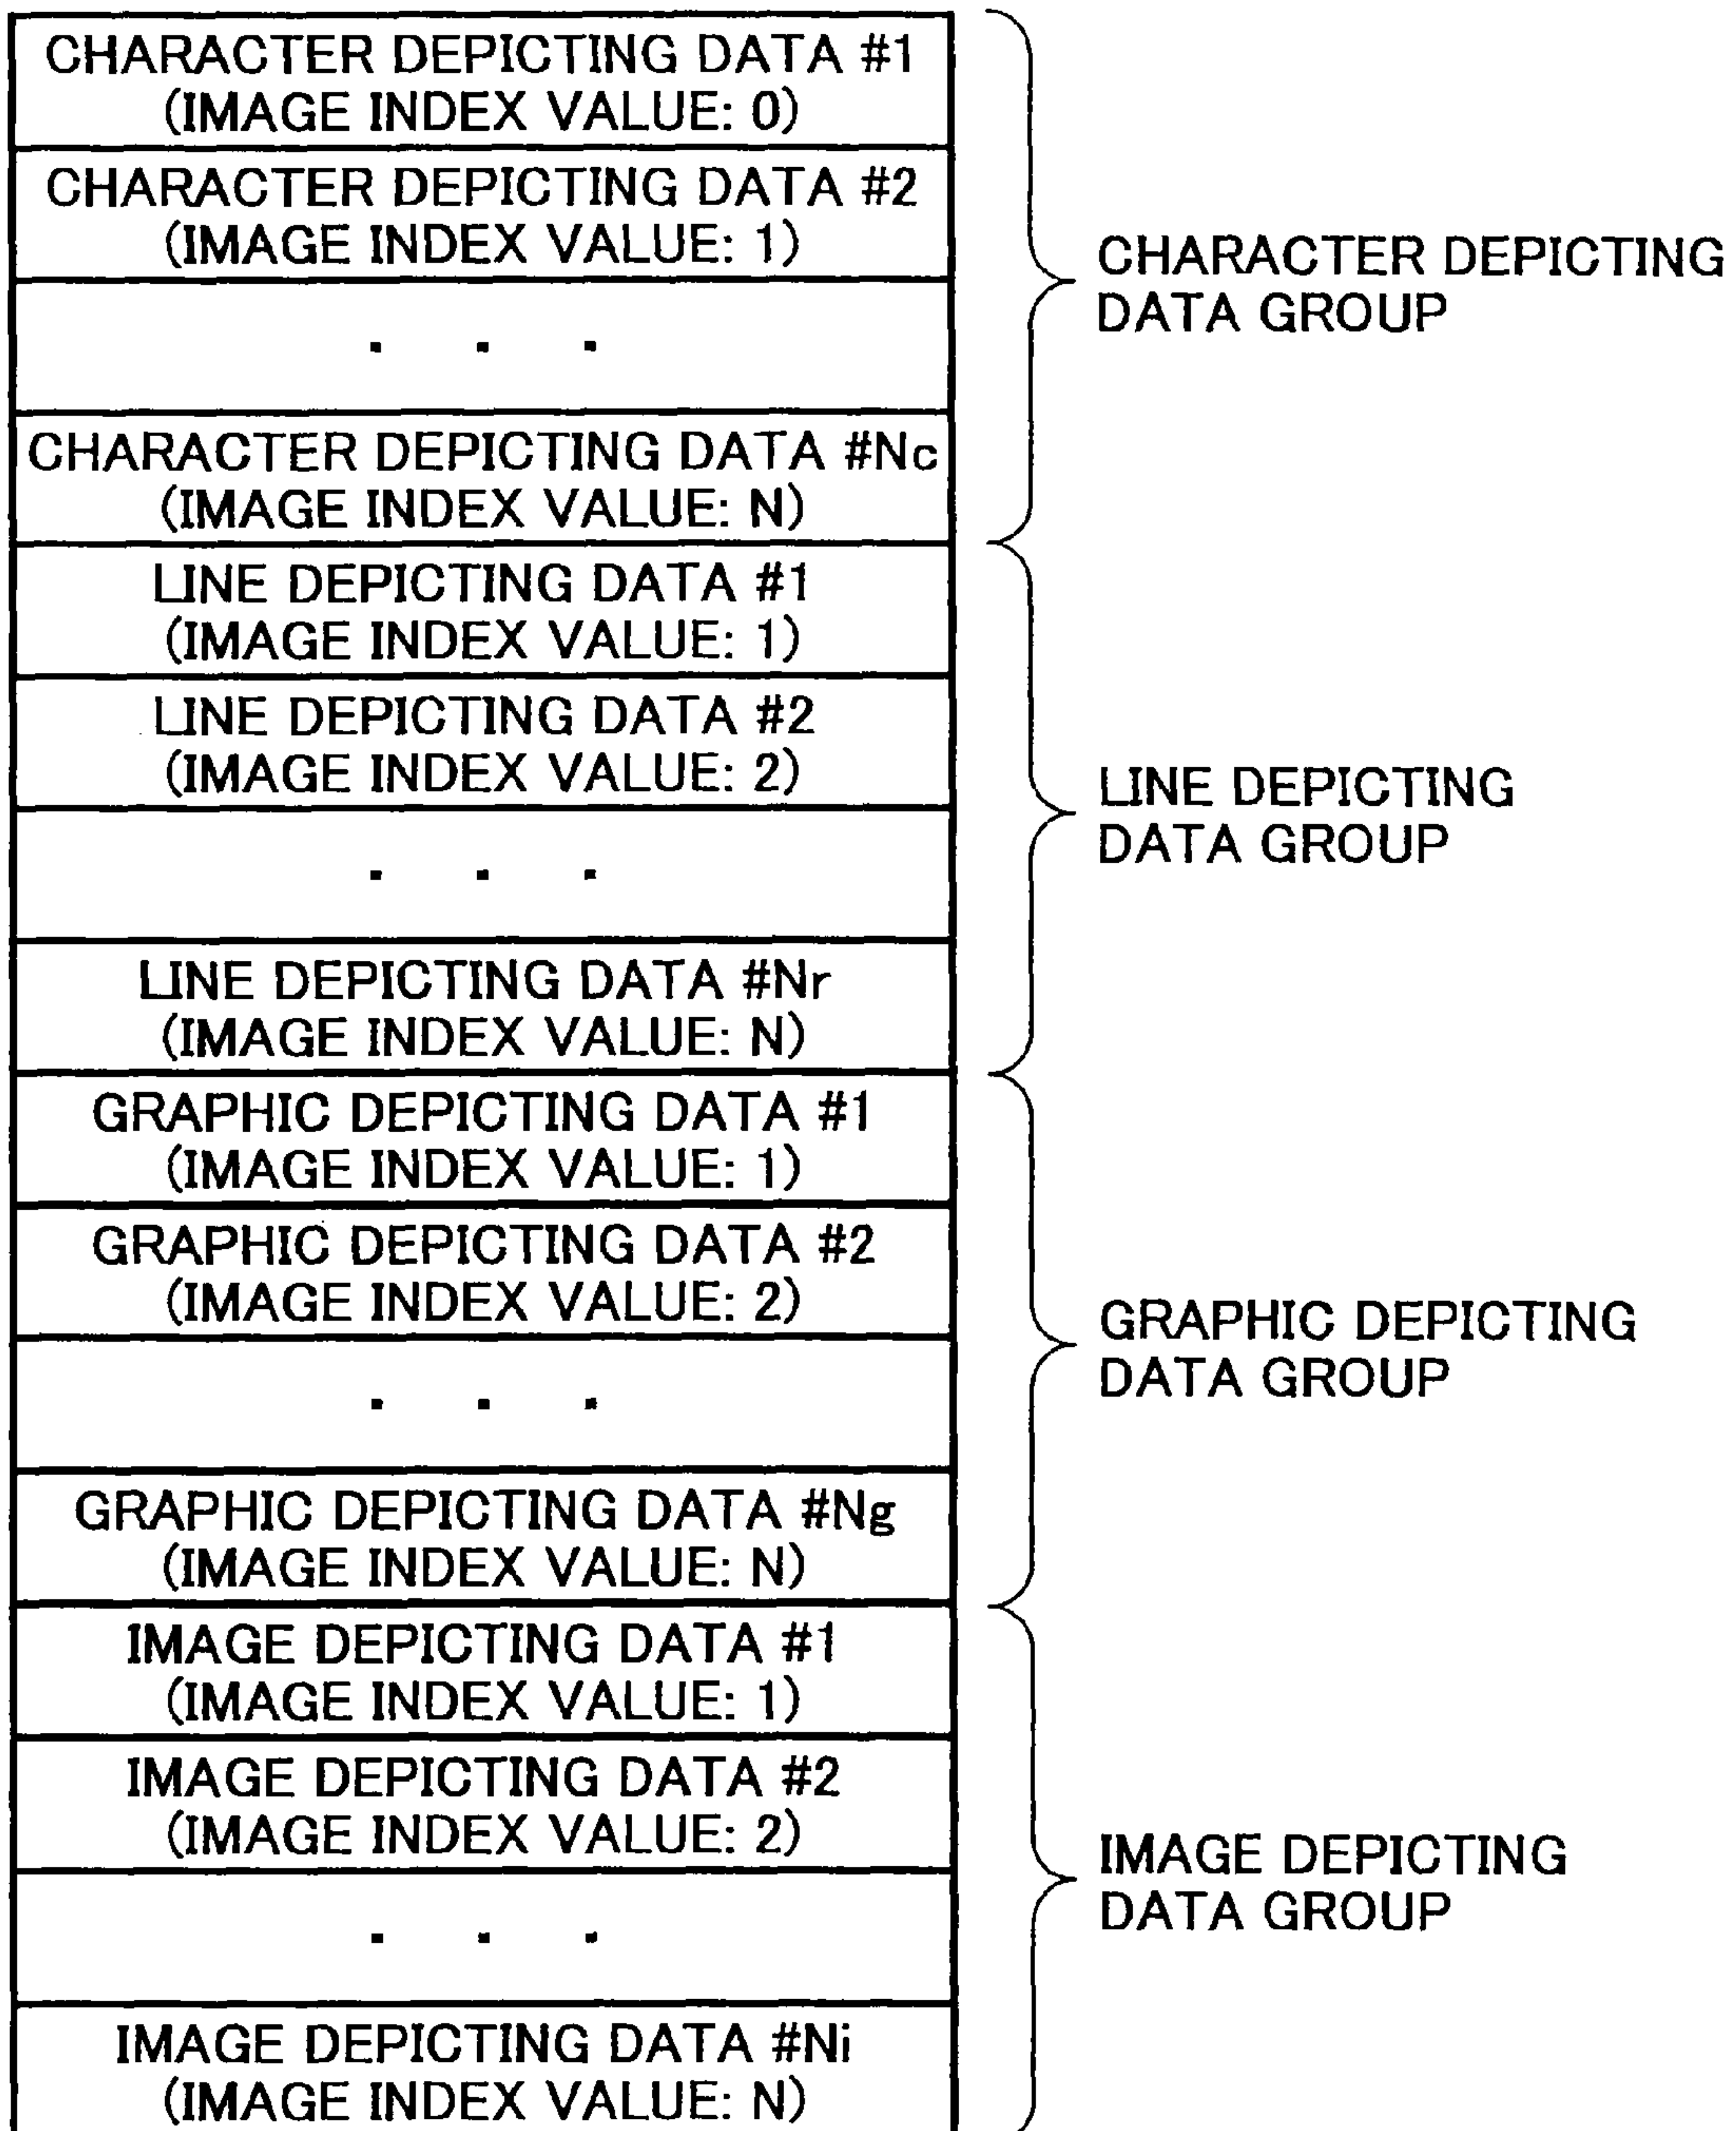 CHARACTER DEPICTING DATA #1
(IMAGE INDEX VALUE: 0)
CHARACTER DEPICTING DATA #2
(IMAGE INDEX VALUE: 1)
. . .
CHARACTER DEPICTING DATA #Nc
(IMAGE INDEX VALUE: N)
CHARACTER DEPICTING
DATA GROUP
LINE DEPICTING DATA #1
(IMAGE INDEX VALUE: 1)
LINE DEPICTING DATA #2
(IMAGE INDEX VALUE: 2)
. . .
LINE DEPICTING DATA #Nr
(IMAGE INDEX VALUE: N)
LINE DEPICTING
DATA GROUP
GRAPHIC DEPICTING DATA #1
(IMAGE INDEX VALUE: 1)
GRAPHIC DEPICTING DATA #2
(IMAGE INDEX VALUE: 2)
. . .
GRAPHIC DEPICTING DATA #Ng
(IMAGE INDEX VALUE: N)
GRAPHIC DEPICTING
DATA GROUP
IMAGE DEPICTING DATA #1
(IMAGE INDEX VALUE: 1)
IMAGE DEPICTING DATA #2
(IMAGE INDEX VALUE: 2)
. . .
IMAGE DEPICTING DATA #Ni
(IMAGE INDEX VALUE: N)
IMAGE DEPICTING
DATA GROUP